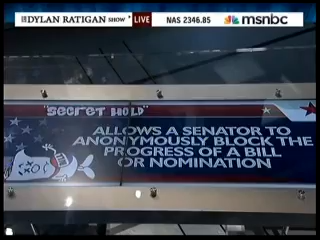 THE DYLAN RATIGAN SHOW LIVE NAS 2346.85 msnbc
"SECRET HOLD"
ALLOWS A SENATOR TO
ANONYMOUSLY BLOCK THE
PROGRESS OF A BILL
OR NOMINATION